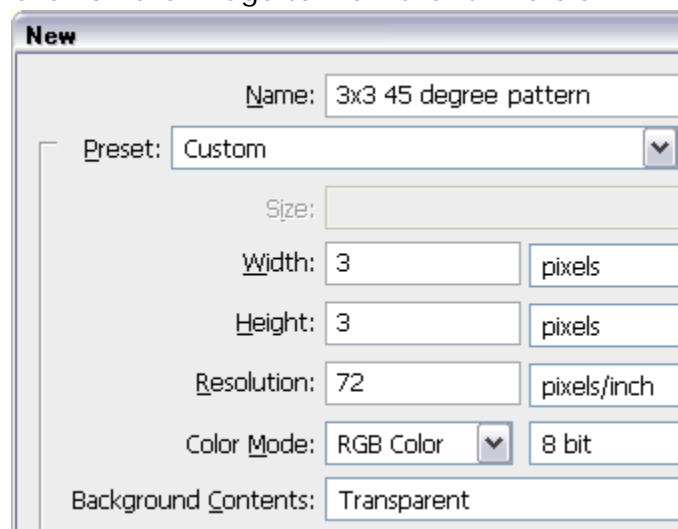 New
Name: 3x3 45 degree pattern
Preset: Custom
Size:
Width: 3 pixels
Height: 3 pixels
Resolution: 72 pixels/inch
Color Mode: RGB Color 8 bit
Background Contents: Transparent